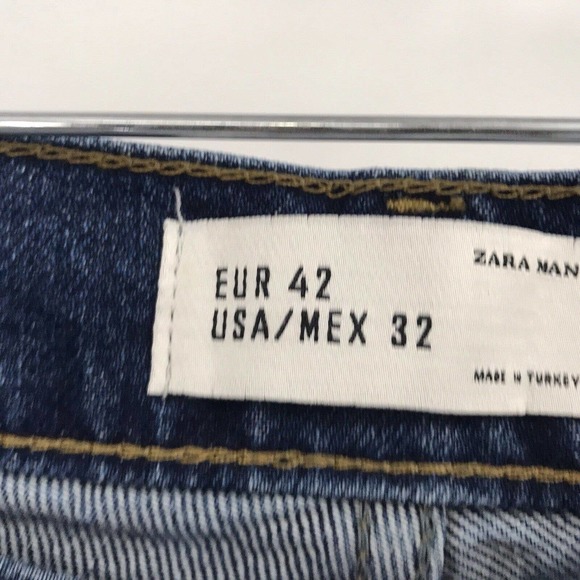 EUR 42
USA/MEX 32
ZARA MAN
MADE IN TURKEY